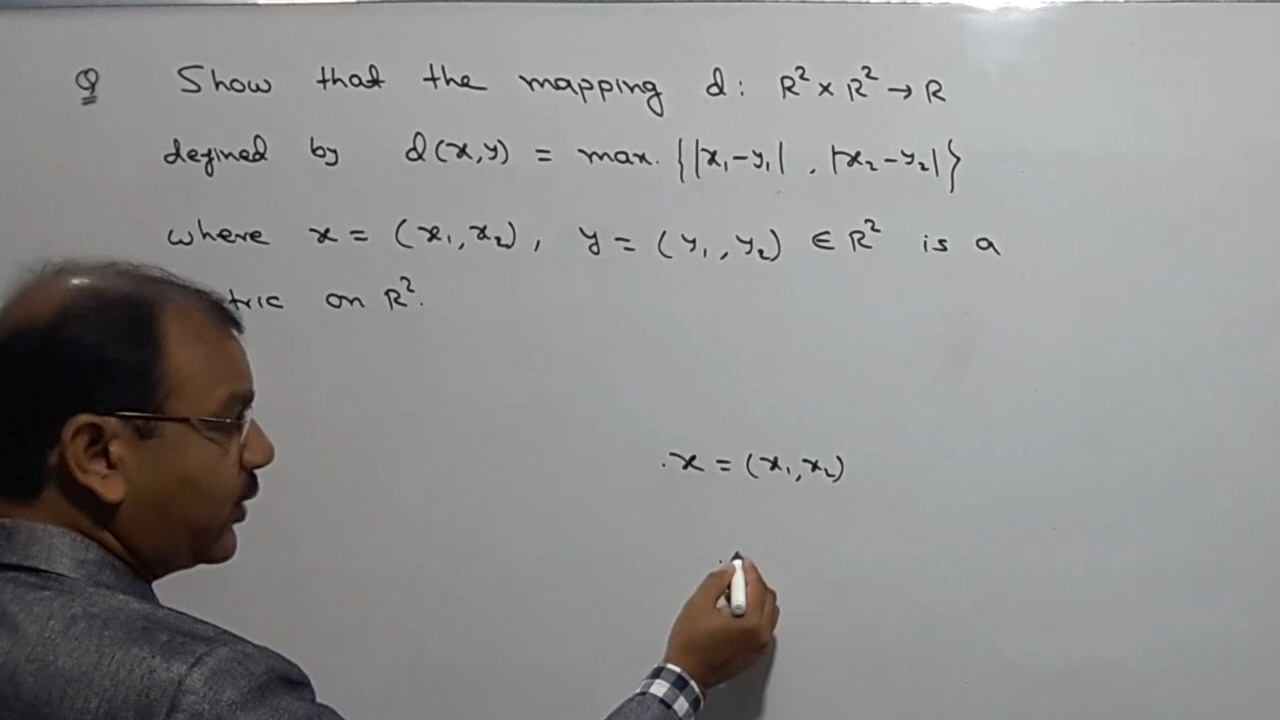 Q Show that the mapping d: R² × R² → R
defined by d(x,y) = max. {|x₁-y₁| , |x₂-y₂|}
where x = (x₁,x₂), y = (y₁,y₂) ∈ R² is a
tric on R².
.x = (x₁,x₂)